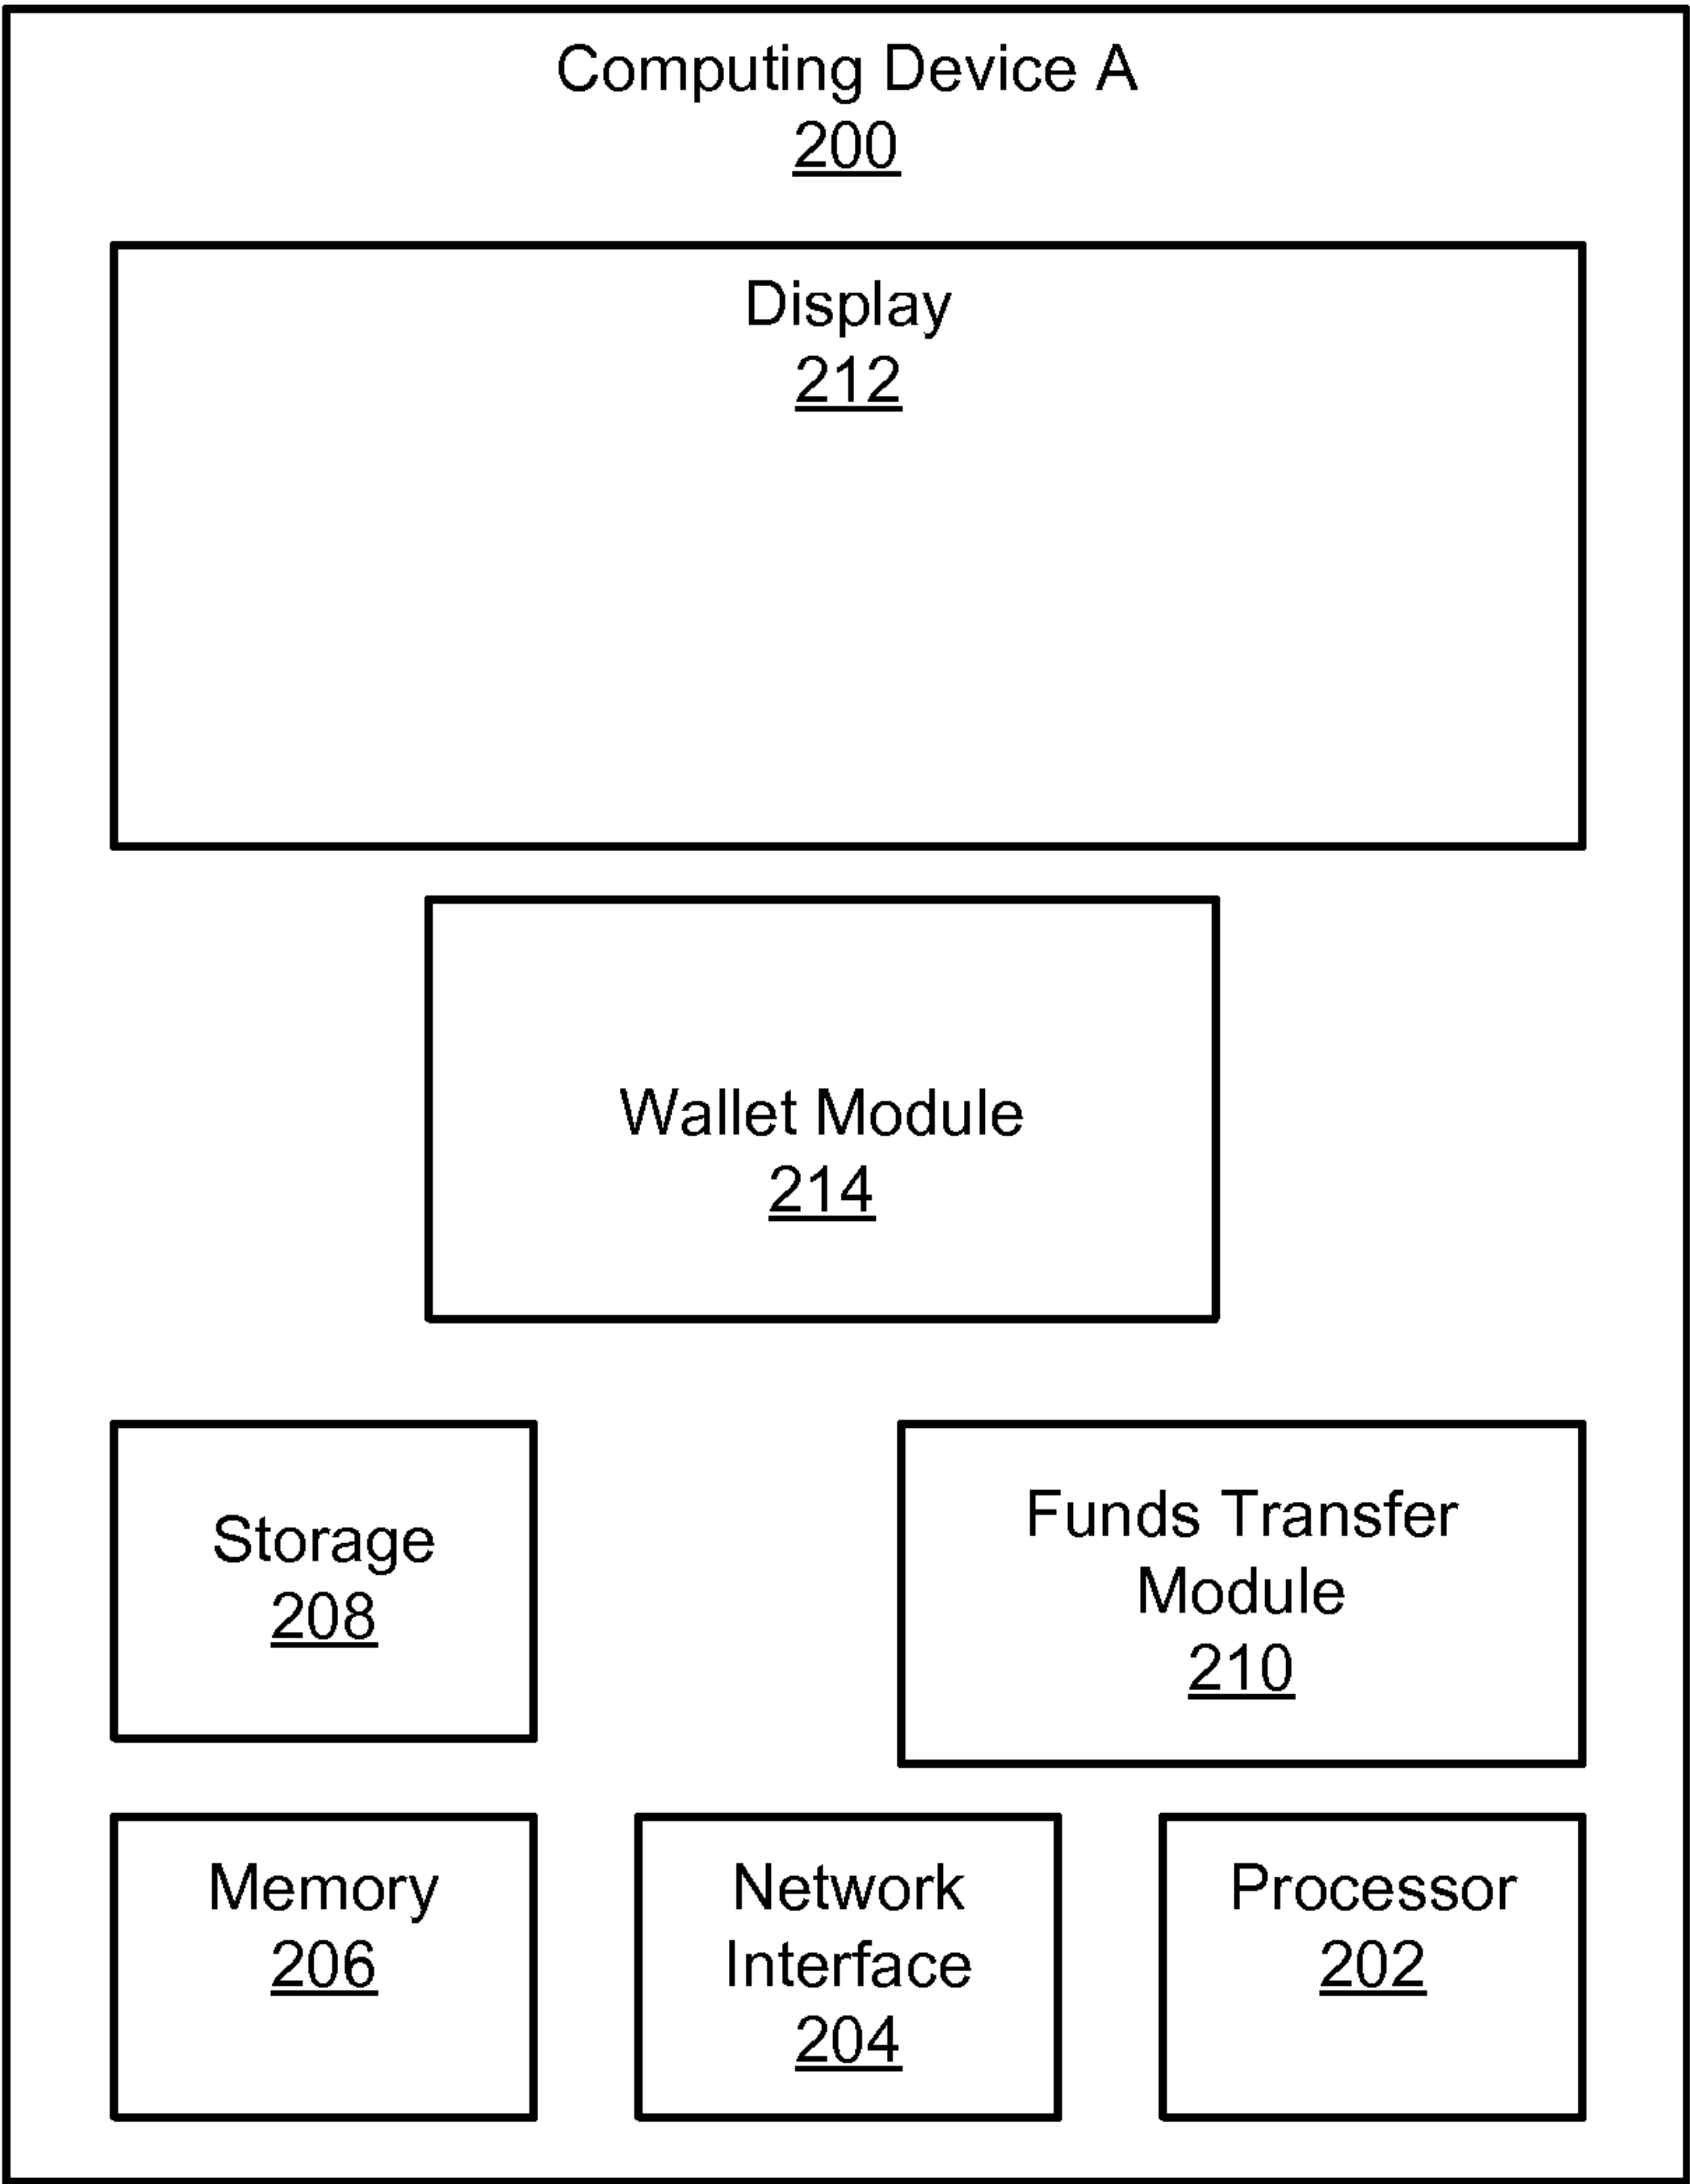 Computing Device A
200
Display
212
Wallet Module
214
Storage
208
Funds Transfer
Module
210
Memory
206
Network
Interface
204
Processor
202